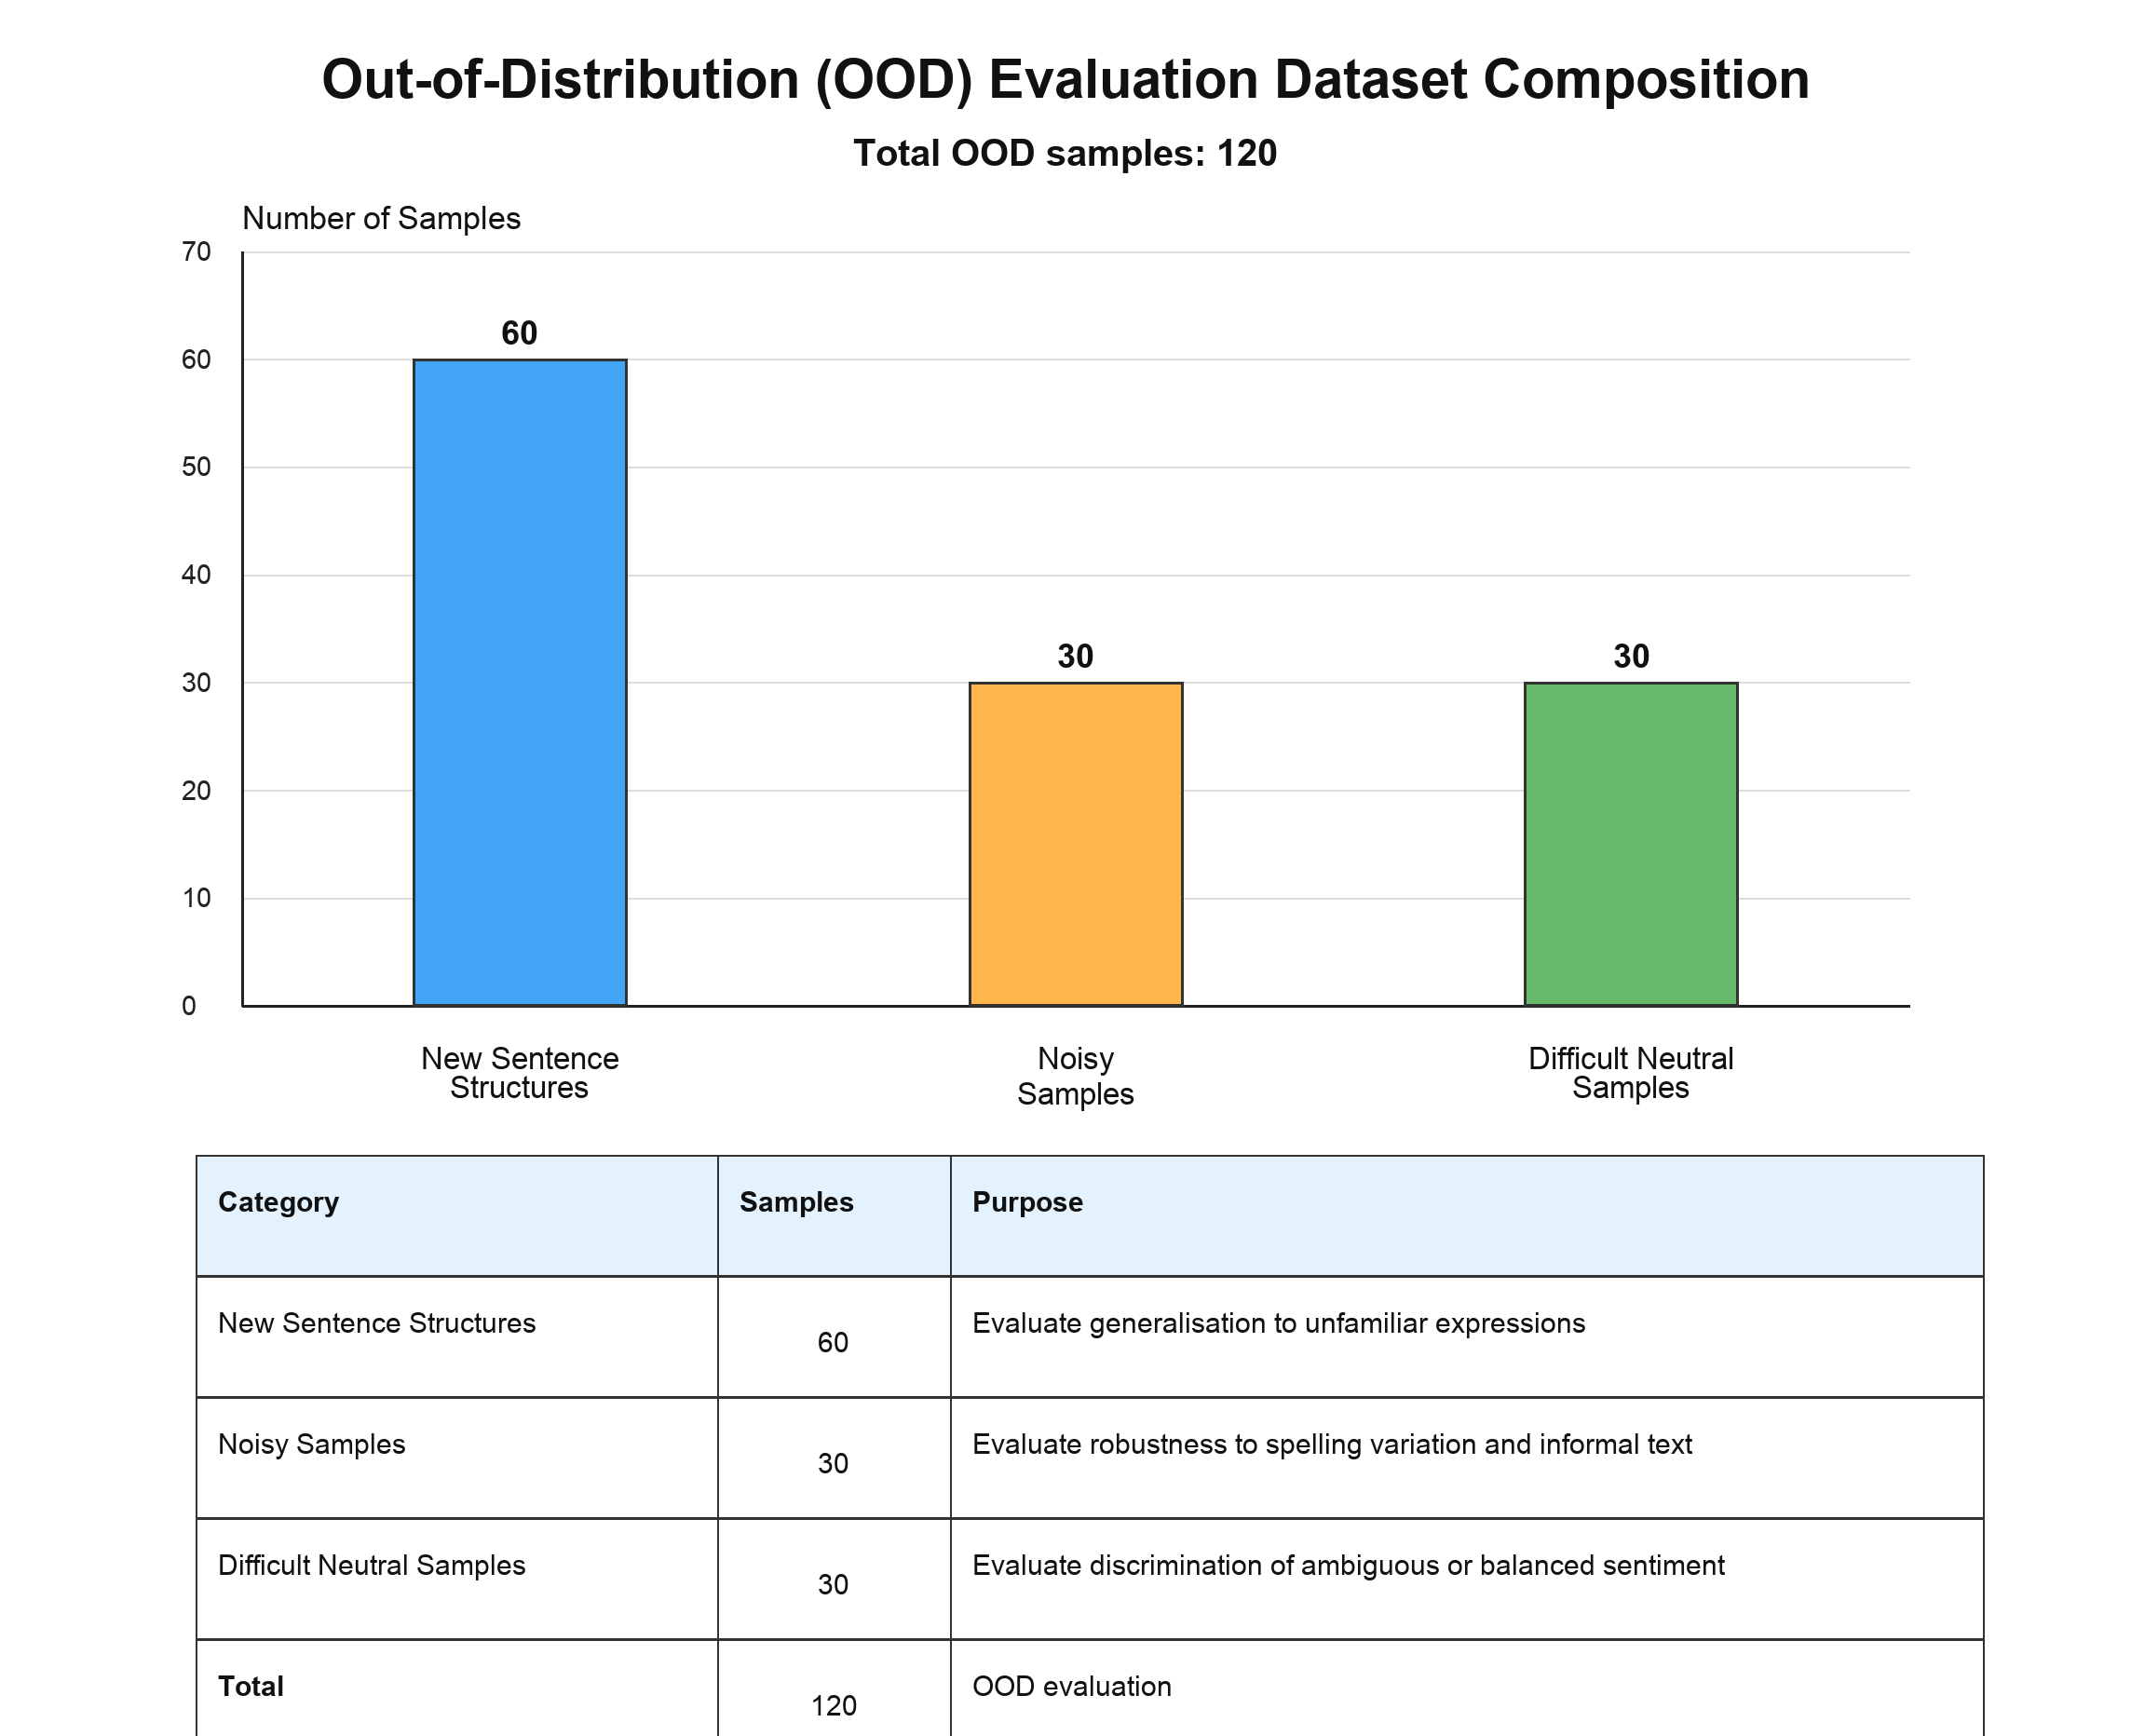 Out-of-Distribution (OOD) Evaluation Dataset Composition
Total OOD samples: 120
Number of Samples
70
60
50
40
30
20
10
0
60
30
30
New Sentence
Structures
Noisy
Samples
Difficult Neutral
Samples
Category Samples Purpose
New Sentence Structures 60 Evaluate generalisation to unfamiliar expressions
Noisy Samples 30 Evaluate robustness to spelling variation and informal text
Difficult Neutral Samples 30 Evaluate discrimination of ambiguous or balanced sentiment
Total 120 OOD evaluation